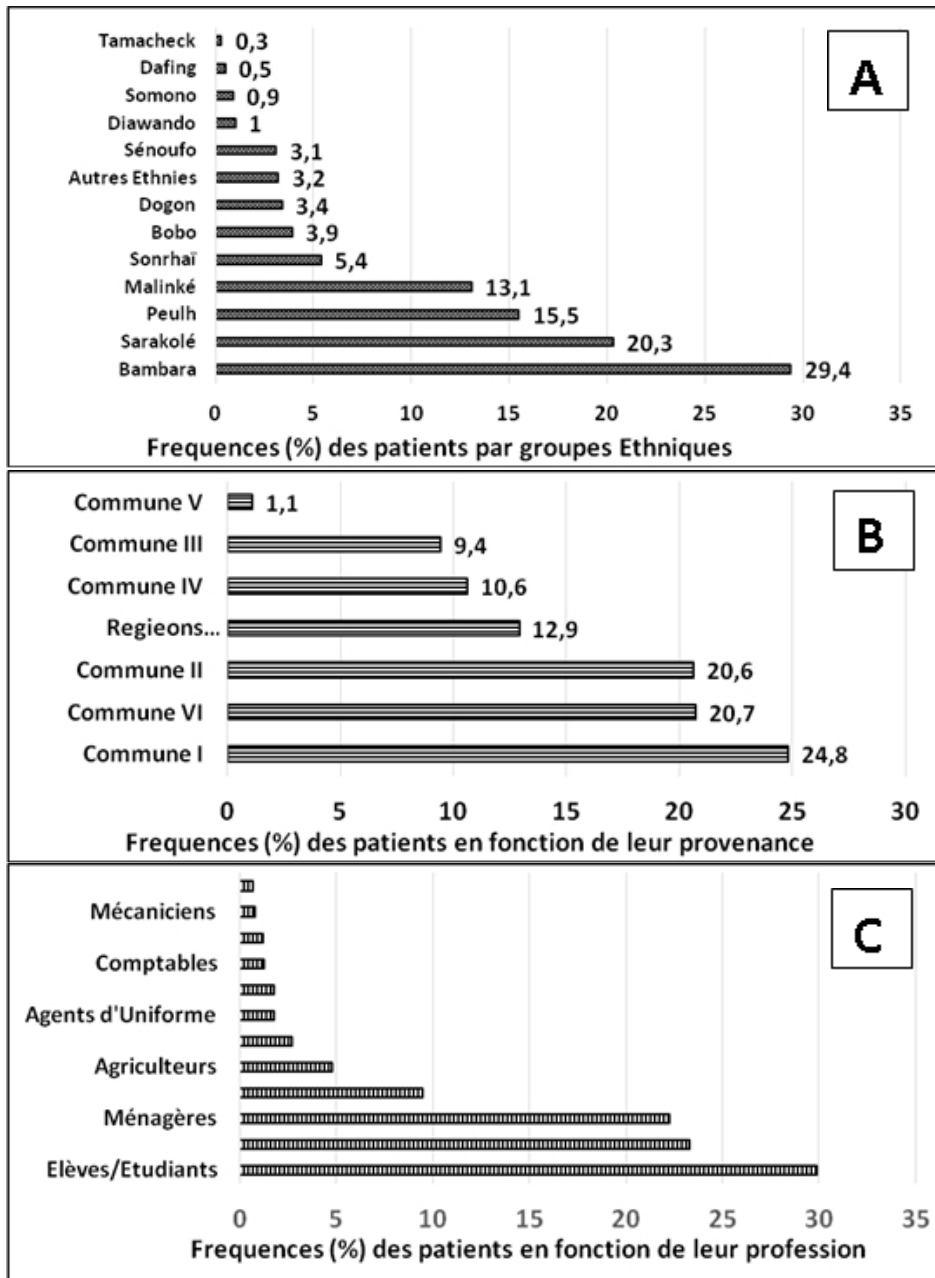 A
Tamacheck 0,3
Dafing 0,5
Somono 0,9
Diawando 1
Sénoufo 3,1
Autres Ethnies 3,2
Dogon 3,4
Bobo 3,9
Sonrhaï 5,4
Malinké 13,1
Peulh 15,5
Sarakolé 20,3
Bambara 29,4
0 5 10 15 20 25 30 35
Frequences (%) des patients par groupes Ethniques
B
Commune V 1,1
Commune III 9,4
Commune IV 10,6
Regieons... 12,9
Commune II 20,6
Commune VI 20,7
Commune I 24,8
0 5 10 15 20 25 30
Frequences (%) des patients en fonction de leur provenance
C
Mécaniciens
Comptables
Agents d'Uniforme
Agriculteurs
Ménagères
Elèves/Etudiants
0 5 10 15 20 25 30 35
Frequences (%) des patients en fonction de leur profession